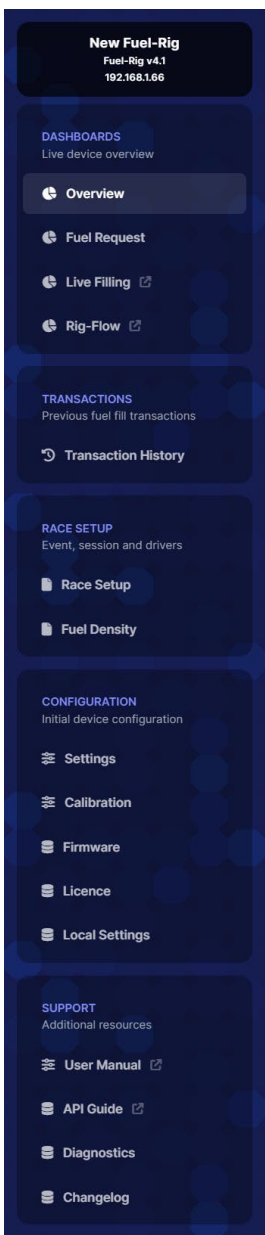 New Fuel-Rig
Fuel-Rig v4.1
192.168.1.66
DASHBOARDS
Live device overview
Overview
Fuel Request
Live Filling
Rig-Flow
TRANSACTIONS
Previous fuel fill transactions
Transaction History
RACE SETUP
Event, session and drivers
Race Setup
Fuel Density
CONFIGURATION
Initial device configuration
Settings
Calibration
Firmware
Licence
Local Settings
SUPPORT
Additional resources
User Manual
API Guide
Diagnostics
Changelog